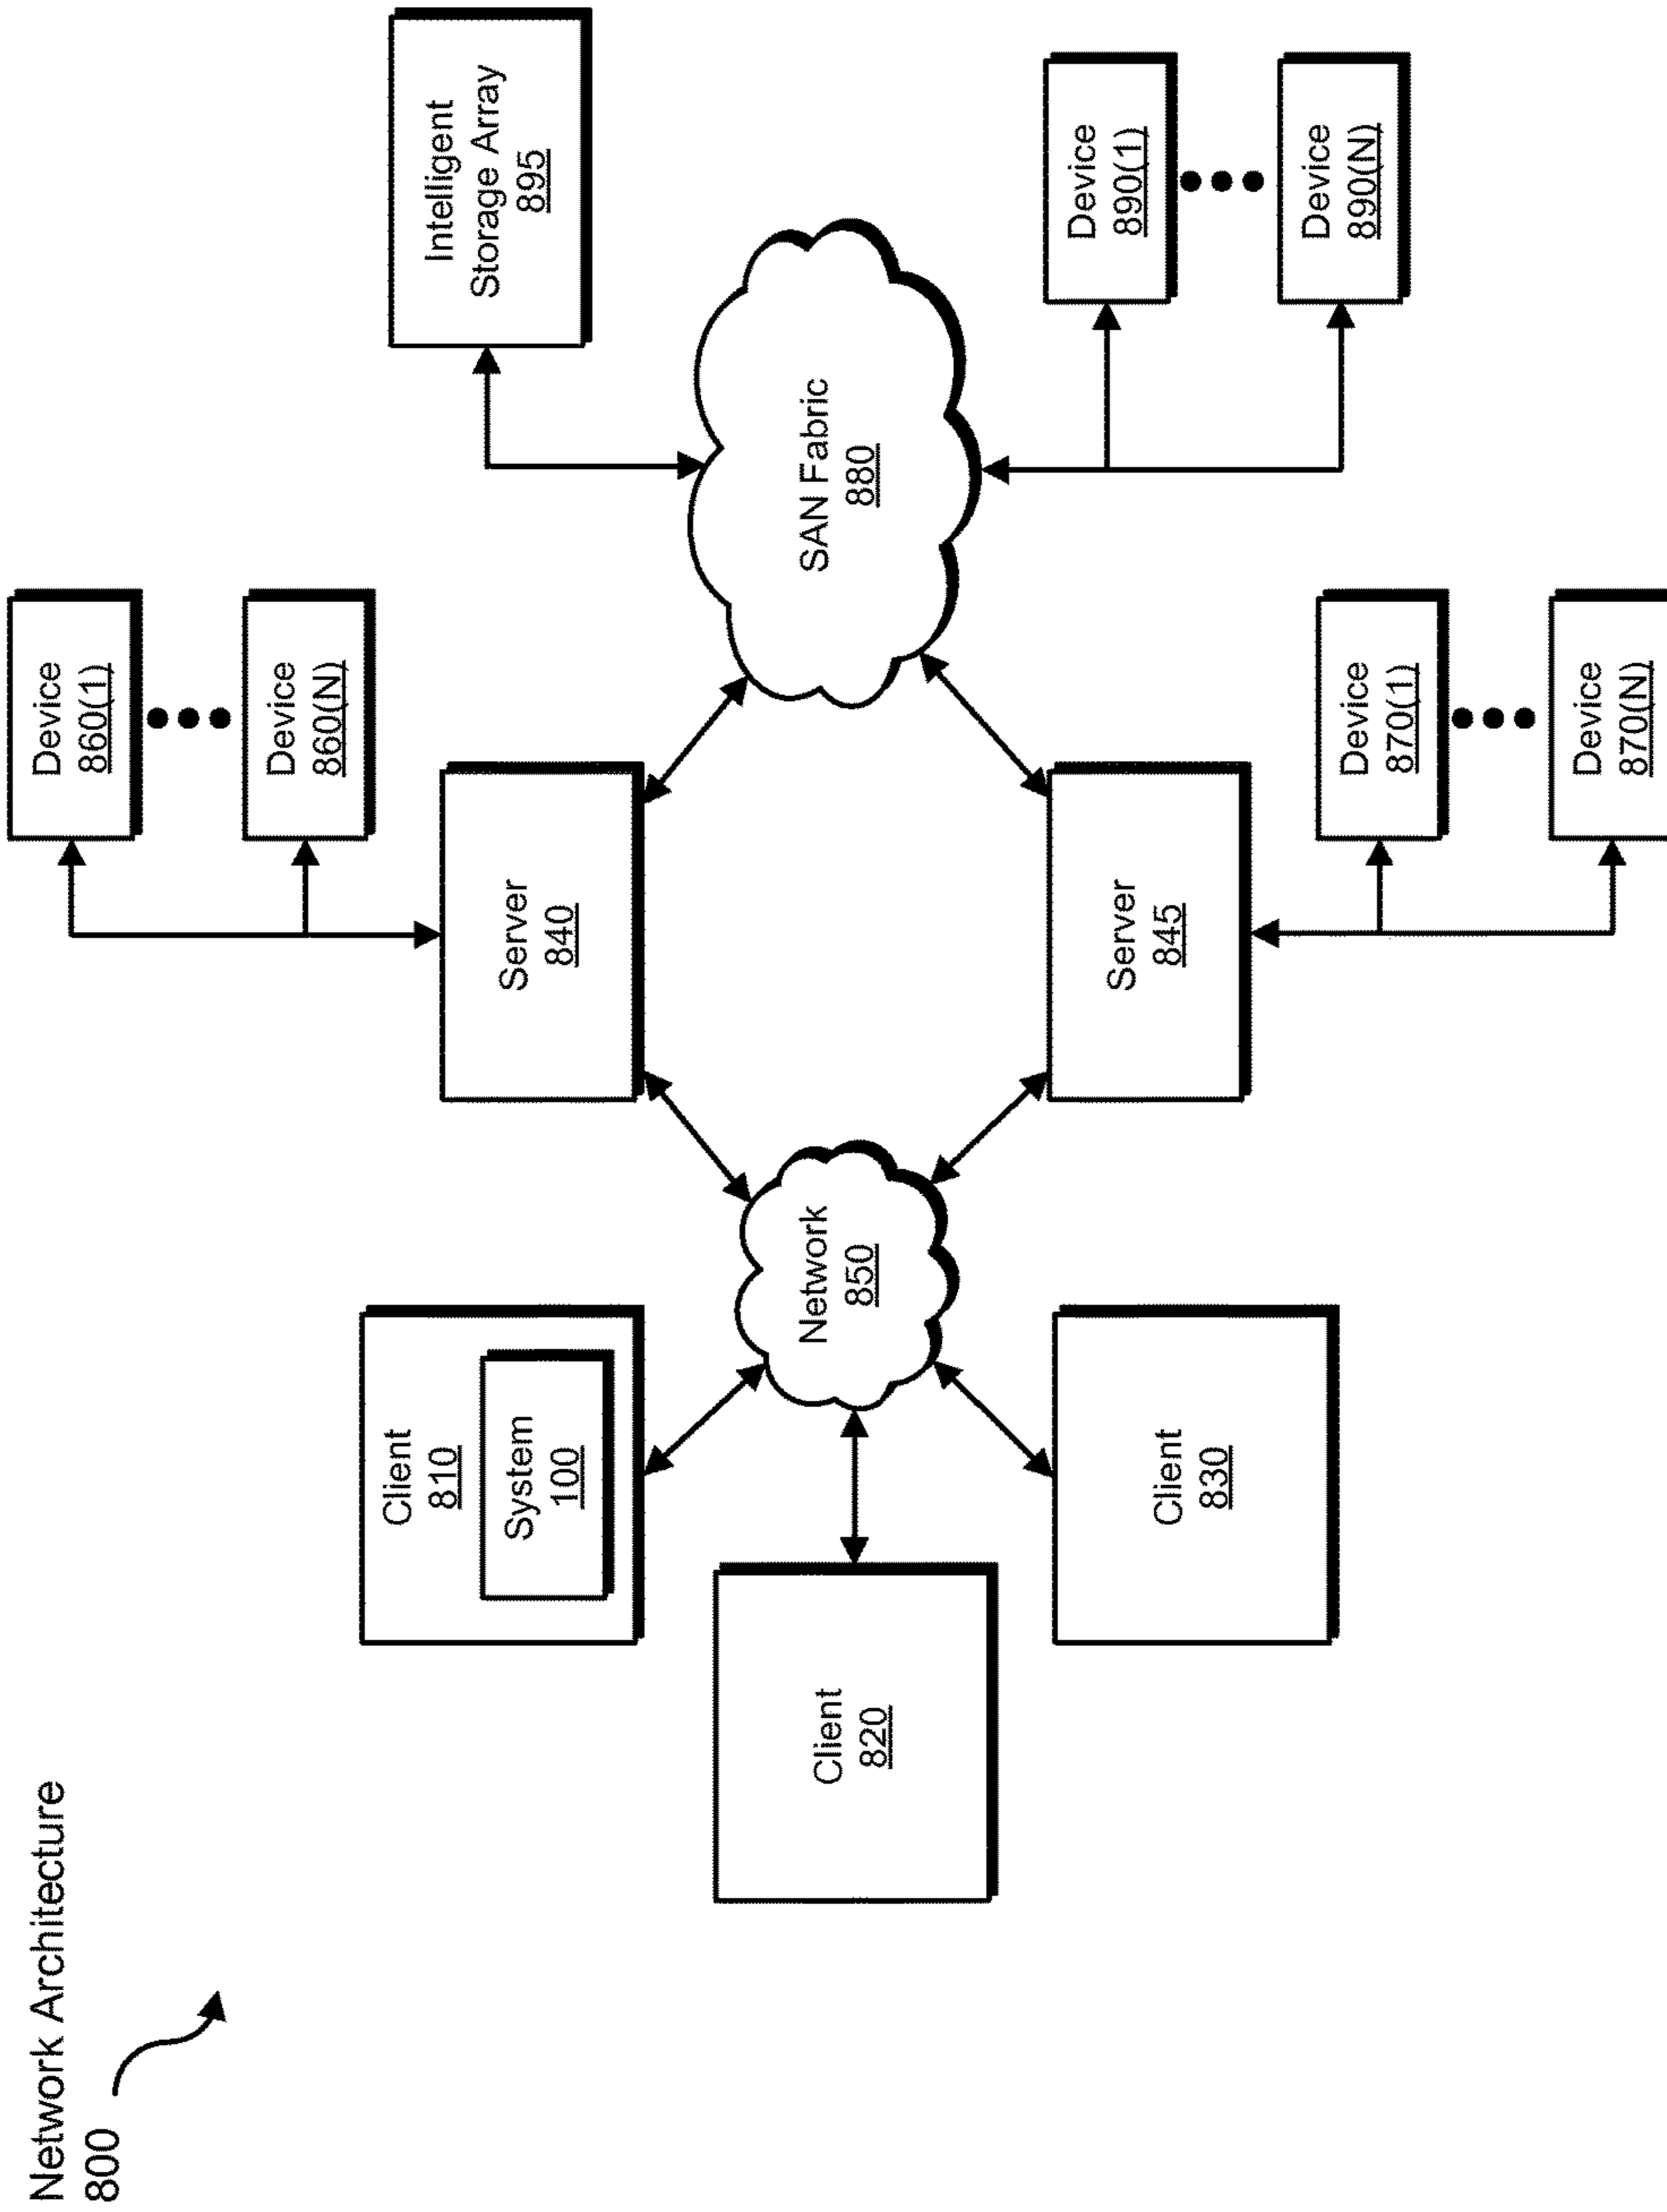 Network Architecture
800
Client
810
System
100
Client
820
Client
830
Network
850
Server
840
Server
845
Device
860(1)
Device
860(N)
Device
870(1)
Device
870(N)
SAN Fabric
880
Intelligent
Storage Array
895
Device
890(1)
Device
890(N)